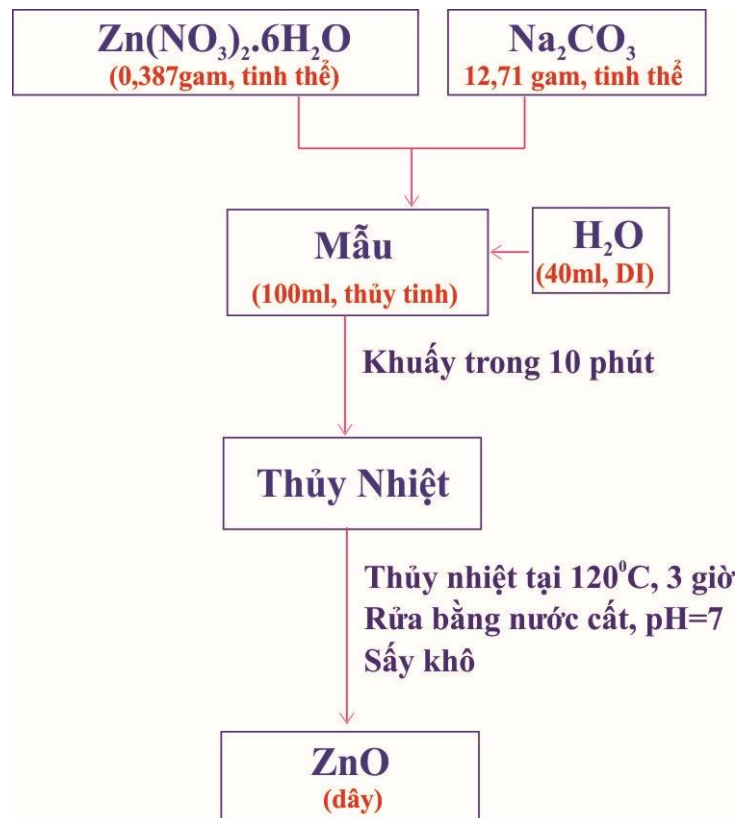 Zn(NO₃)₂.6H₂O
(0,387gam, tinh thể)
Na₂CO₃
12,71 gam, tinh thể
Mẫu
(100ml, thủy tinh)
H₂O
(40ml, DI)
Khuấy trong 10 phút
Thủy Nhiệt
Thủy nhiệt tại 120⁰C, 3 giờ
Rửa bằng nước cất, pH=7
Sấy khô
ZnO
(dây)